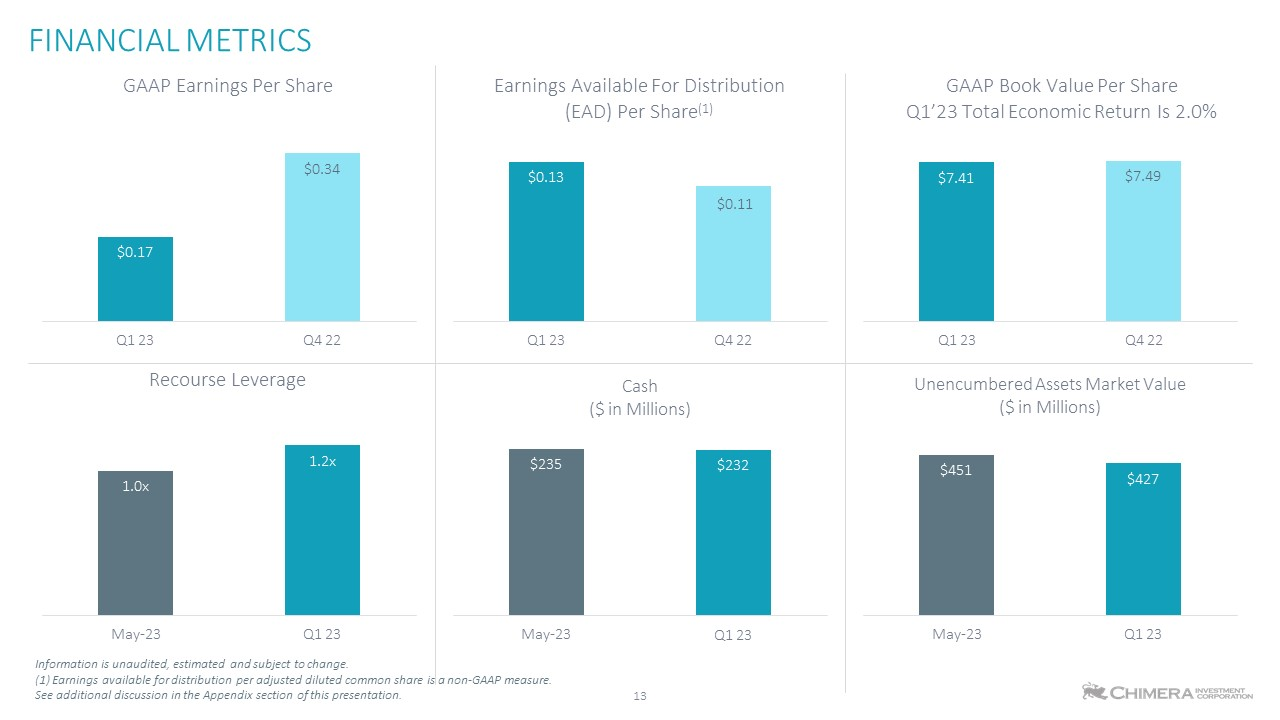 FINANCIAL METRICS
GAAP Earnings Per Share
$0.17
$0.34
Q1 23
Q4 22
Earnings Available For Distribution
(EAD) Per Share(1)
$0.13
$0.11
Q1 23
Q4 22
GAAP Book Value Per Share
Q1’23 Total Economic Return Is 2.0%
$7.41
$7.49
Q1 23
Q4 22
Recourse Leverage
1.0x
1.2x
May-23
Q1 23
Cash
($ in Millions)
$235
$232
May-23
Q1 23
Unencumbered Assets Market Value
($ in Millions)
$451
$427
May-23
Q1 23
Information is unaudited, estimated and subject to change.
(1) Earnings available for distribution per adjusted diluted common share is a non-GAAP measure.
See additional discussion in the Appendix section of this presentation.
13
CHIMERA INVESTMENT
CORPORATION